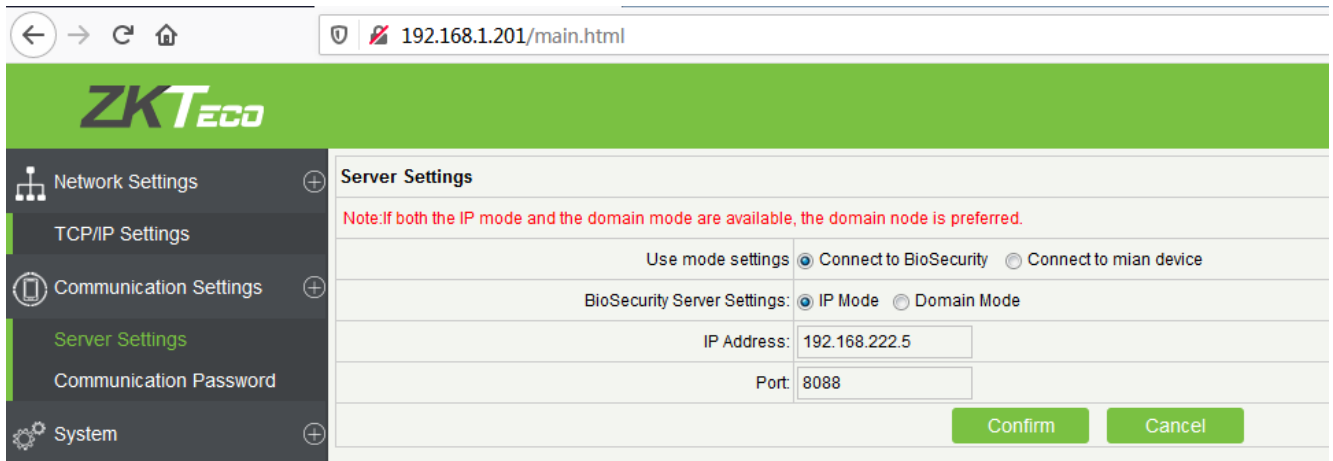 192.168.1.201/main.html
ZKTECO
Network Settings
TCP/IP Settings
Communication Settings
Server Settings
Communication Password
System
Server Settings
Note:If both the IP mode and the domain mode are available, the domain node is preferred.
Use mode settings Connect to BioSecurity Connect to mian device
BioSecurity Server Settings: IP Mode Domain Mode
IP Address: 192.168.222.5
Port: 8088
Confirm Cancel